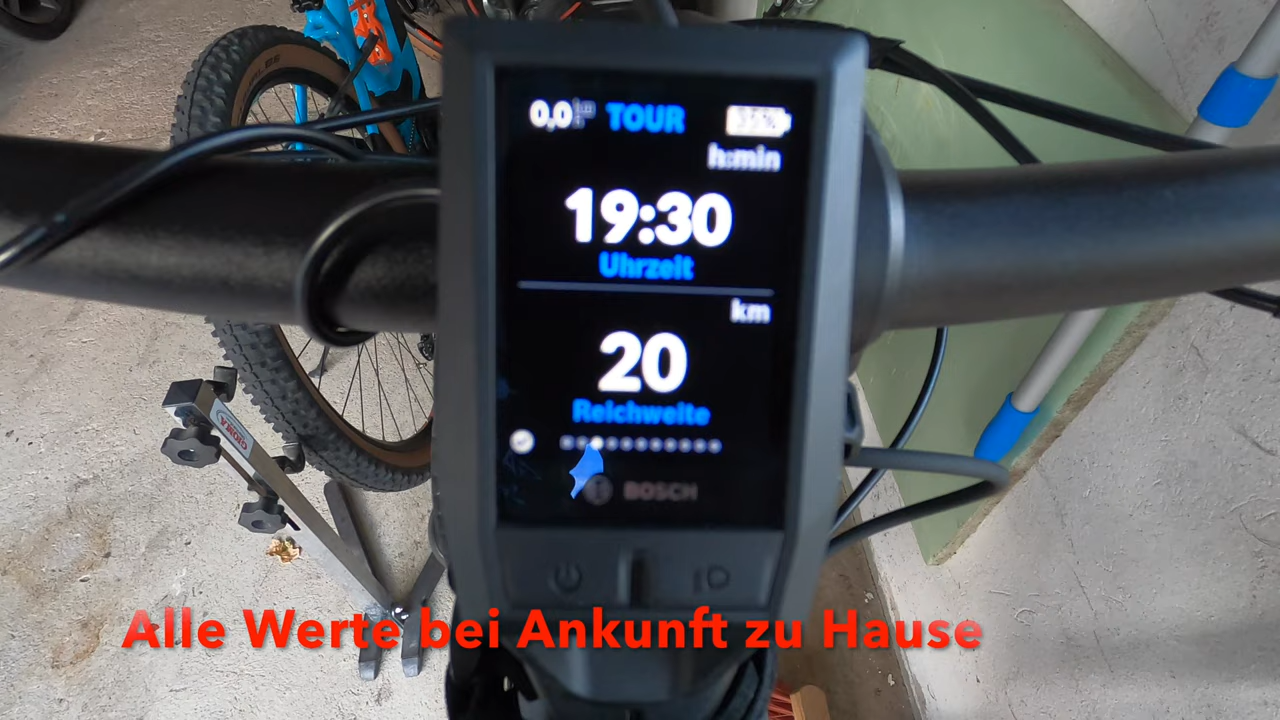 0,0 TOUR
h:min
19:30
Uhrzeit
km
20
Reichweite
BOSCH
Alle Werte bei Ankunft zu Hause